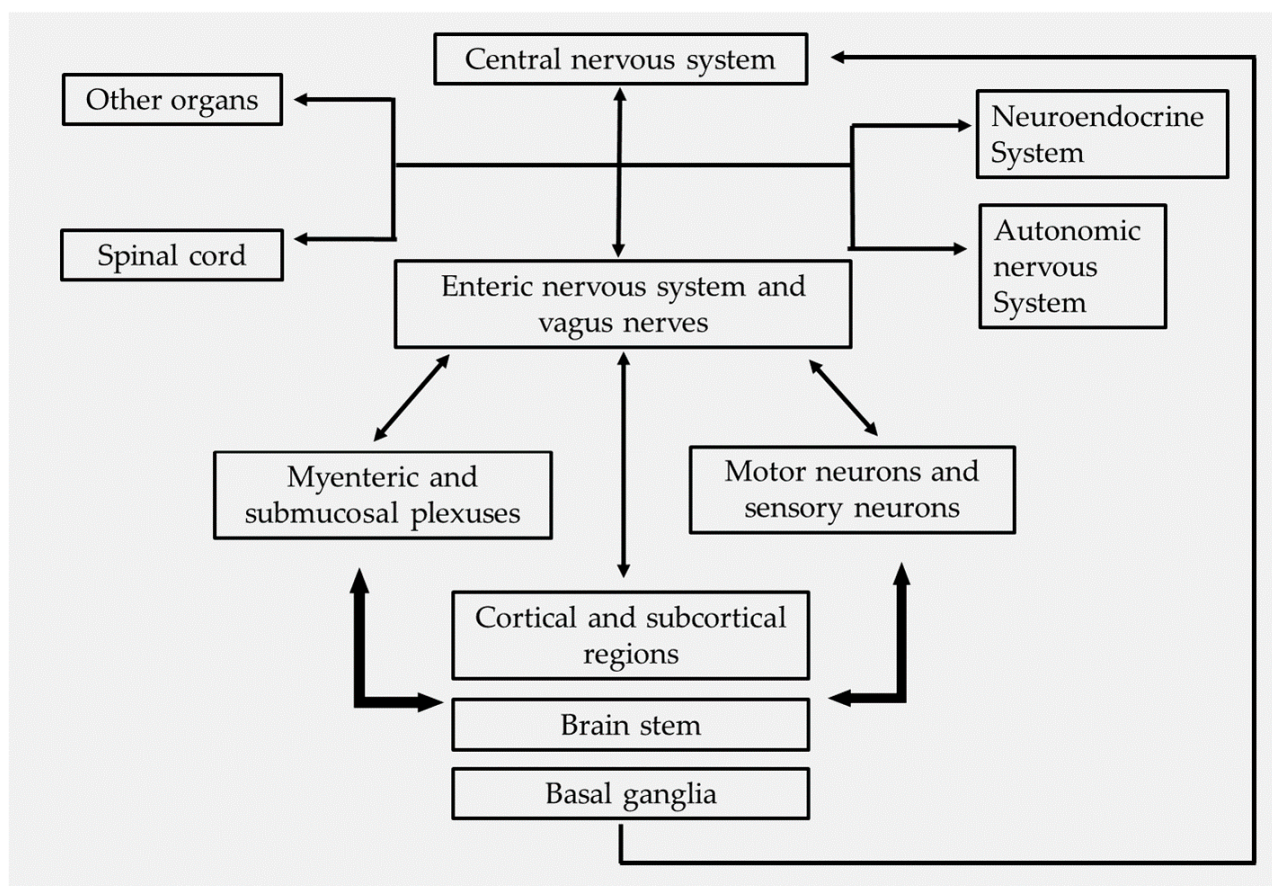 Central nervous system
Other organs
Neuroendocrine
System
Spinal cord
Autonomic
nervous
System
Enteric nervous system and
vagus nerves
Myenteric and
submucosal plexuses
Motor neurons and
sensory neurons
Cortical and subcortical
regions
Brain stem
Basal ganglia